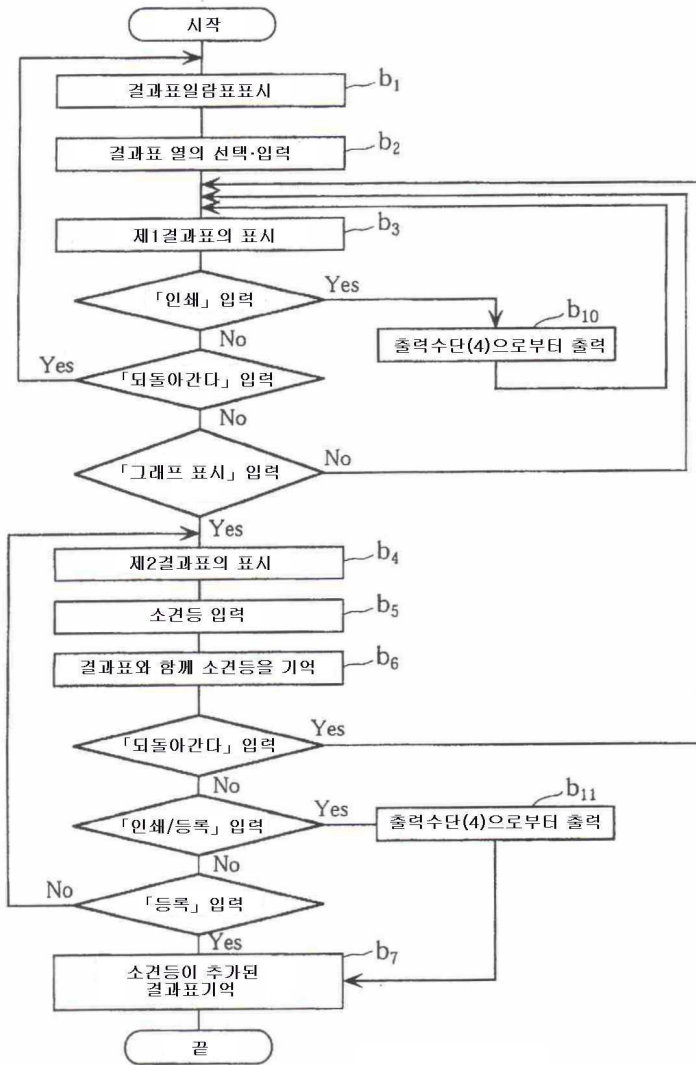 시작
결과표일람표표시
b1
결과표 열의 선택·입력
b2
제1결과표의 표시
b3
「인쇄」 입력
Yes
No
출력수단(4)으로부터 출력
b10
「되돌아간다」 입력
Yes
No
「그래프 표시」 입력
No
Yes
제2결과표의 표시
b4
소견등 입력
b5
결과표와 함께 소견등을 기억
b6
「되돌아간다」 입력
Yes
No
「인쇄/등록」 입력
Yes
출력수단(4)으로부터 출력
b11
No
「등록」 입력
No
Yes
소견등이 추가된
결과표기억
b7
끝